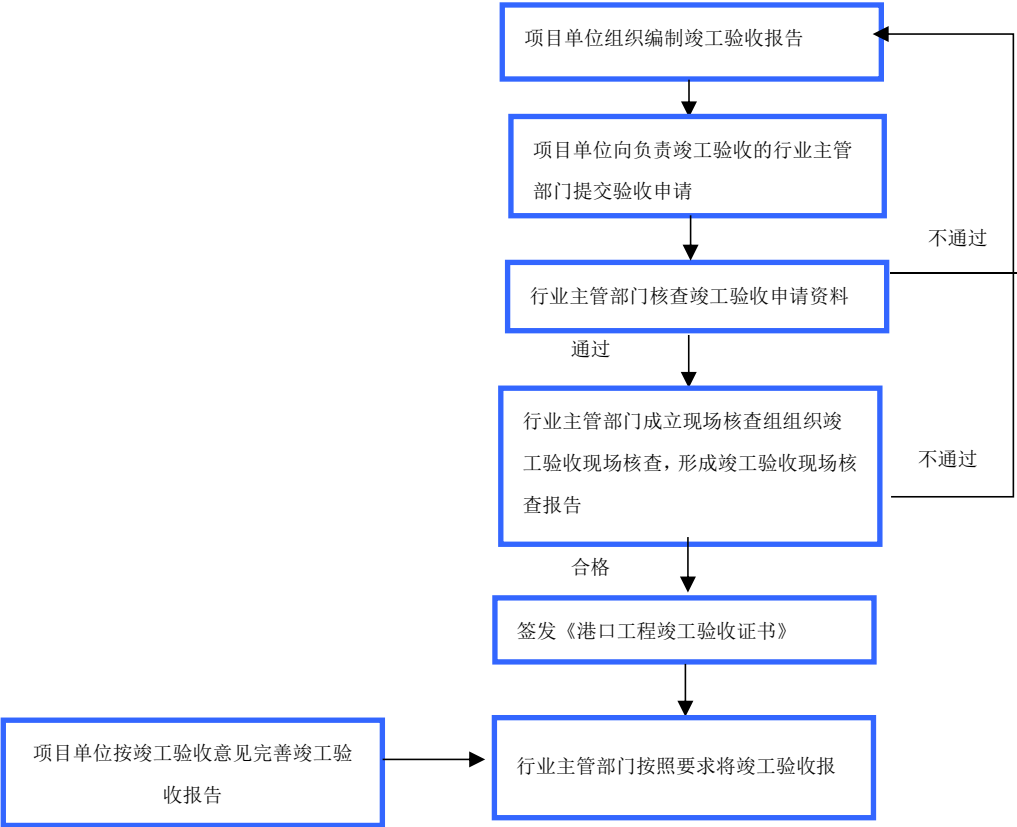 项目单位组织编制竣工验收报告
项目单位向负责竣工验收的行业主管
部门提交验收申请
不通过
行业主管部门核查竣工验收申请资料
通过
行业主管部门成立现场核查组组织竣
工验收现场核查，形成竣工验收现场核
查报告
不通过
合格
签发《港口工程竣工验收证书》
项目单位按竣工验收意见完善竣工验
收报告
行业主管部门按照要求将竣工验收报